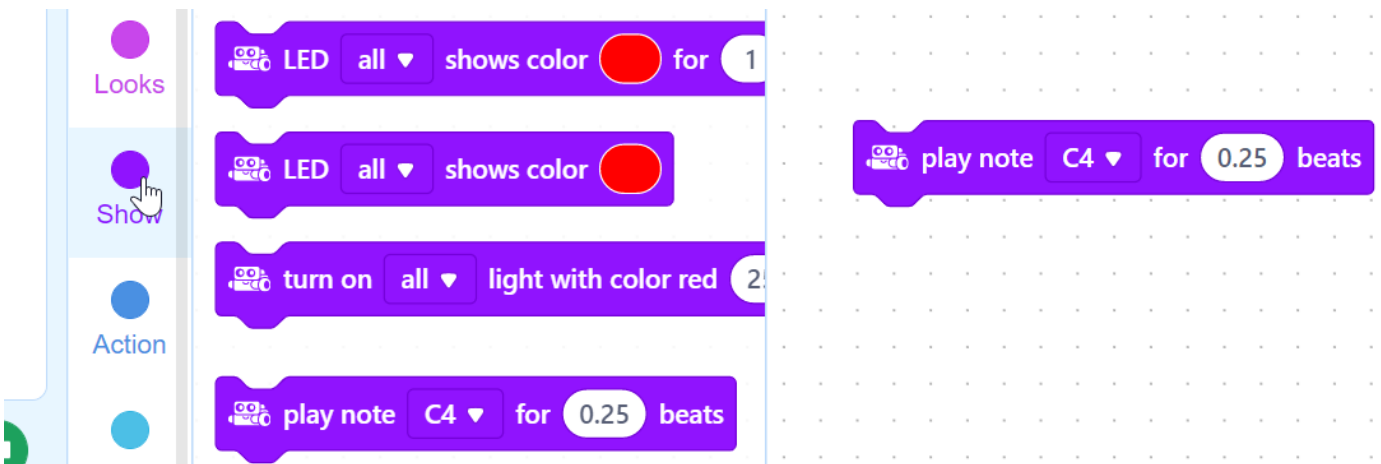 Looks
Show
Action
LED all shows color for 1
LED all shows color
turn on all light with color red
play note C4 for 0.25 beats
play note C4 for 0.25 beats